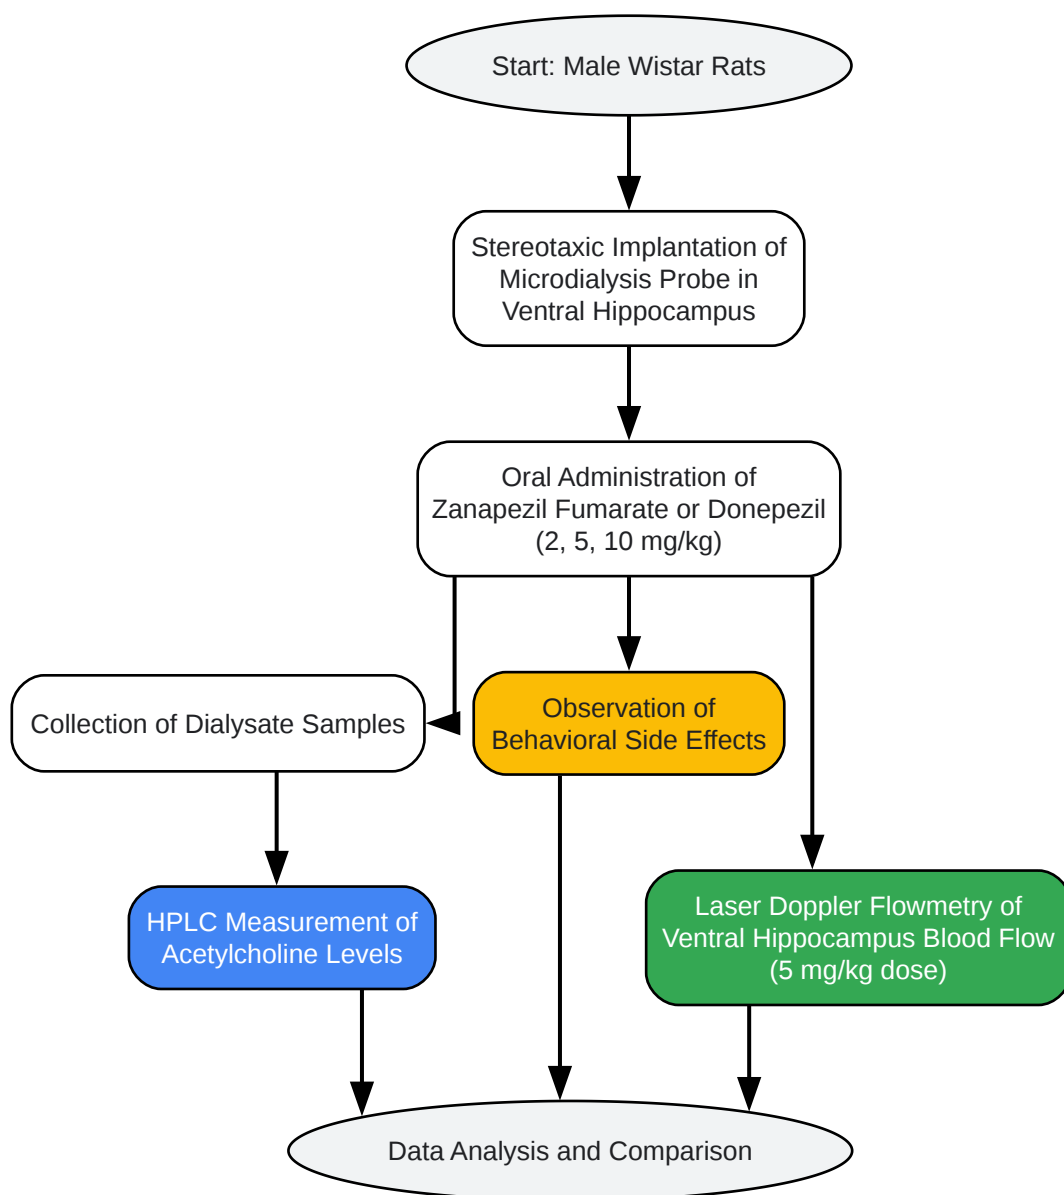 Start: Male Wistar Rats
Stereotaxic Implantation of
Microdialysis Probe in
Ventral Hippocampus
Oral Administration of
Zanapezil Fumarate or Donepezil
(2, 5, 10 mg/kg)
Collection of Dialysate Samples
Observation of
Behavioral Side Effects
HPLC Measurement of
Acetylcholine Levels
Laser Doppler Flowmetry of
Ventral Hippocampus Blood Flow
(5 mg/kg dose)
Data Analysis and Comparison